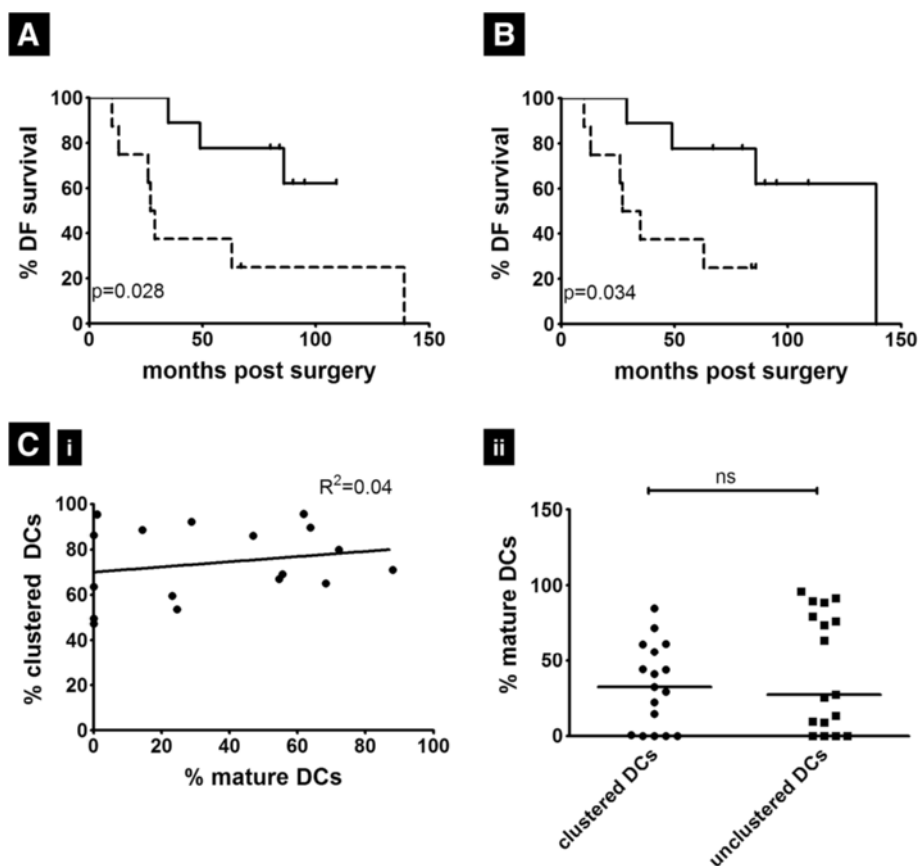 A
% DF survival
100
80
60
40
20
0
p=0.028
0 50 100 150
months post surgery
B
% DF survival
100
80
60
40
20
0
p=0.034
0 50 100 150
months post surgery
C i
R²=0.04
% clustered DCs
100
80
60
40
20
0
0 20 40 60 80 100
% mature DCs
ii
ns
% mature DCs
150
100
50
0
clustered DCs
unclustered DCs